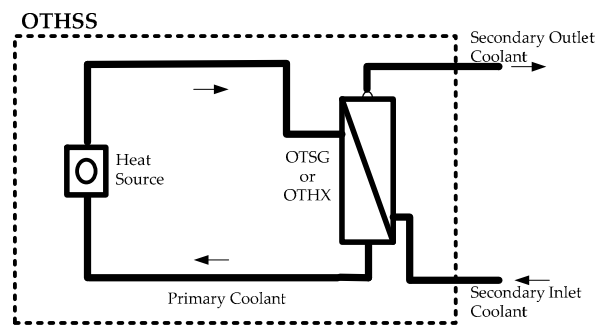 OTHSS
Secondary Outlet
Coolant
Heat
Source
OTSG
or
OTHX
Primary Coolant
Secondary Inlet
Coolant